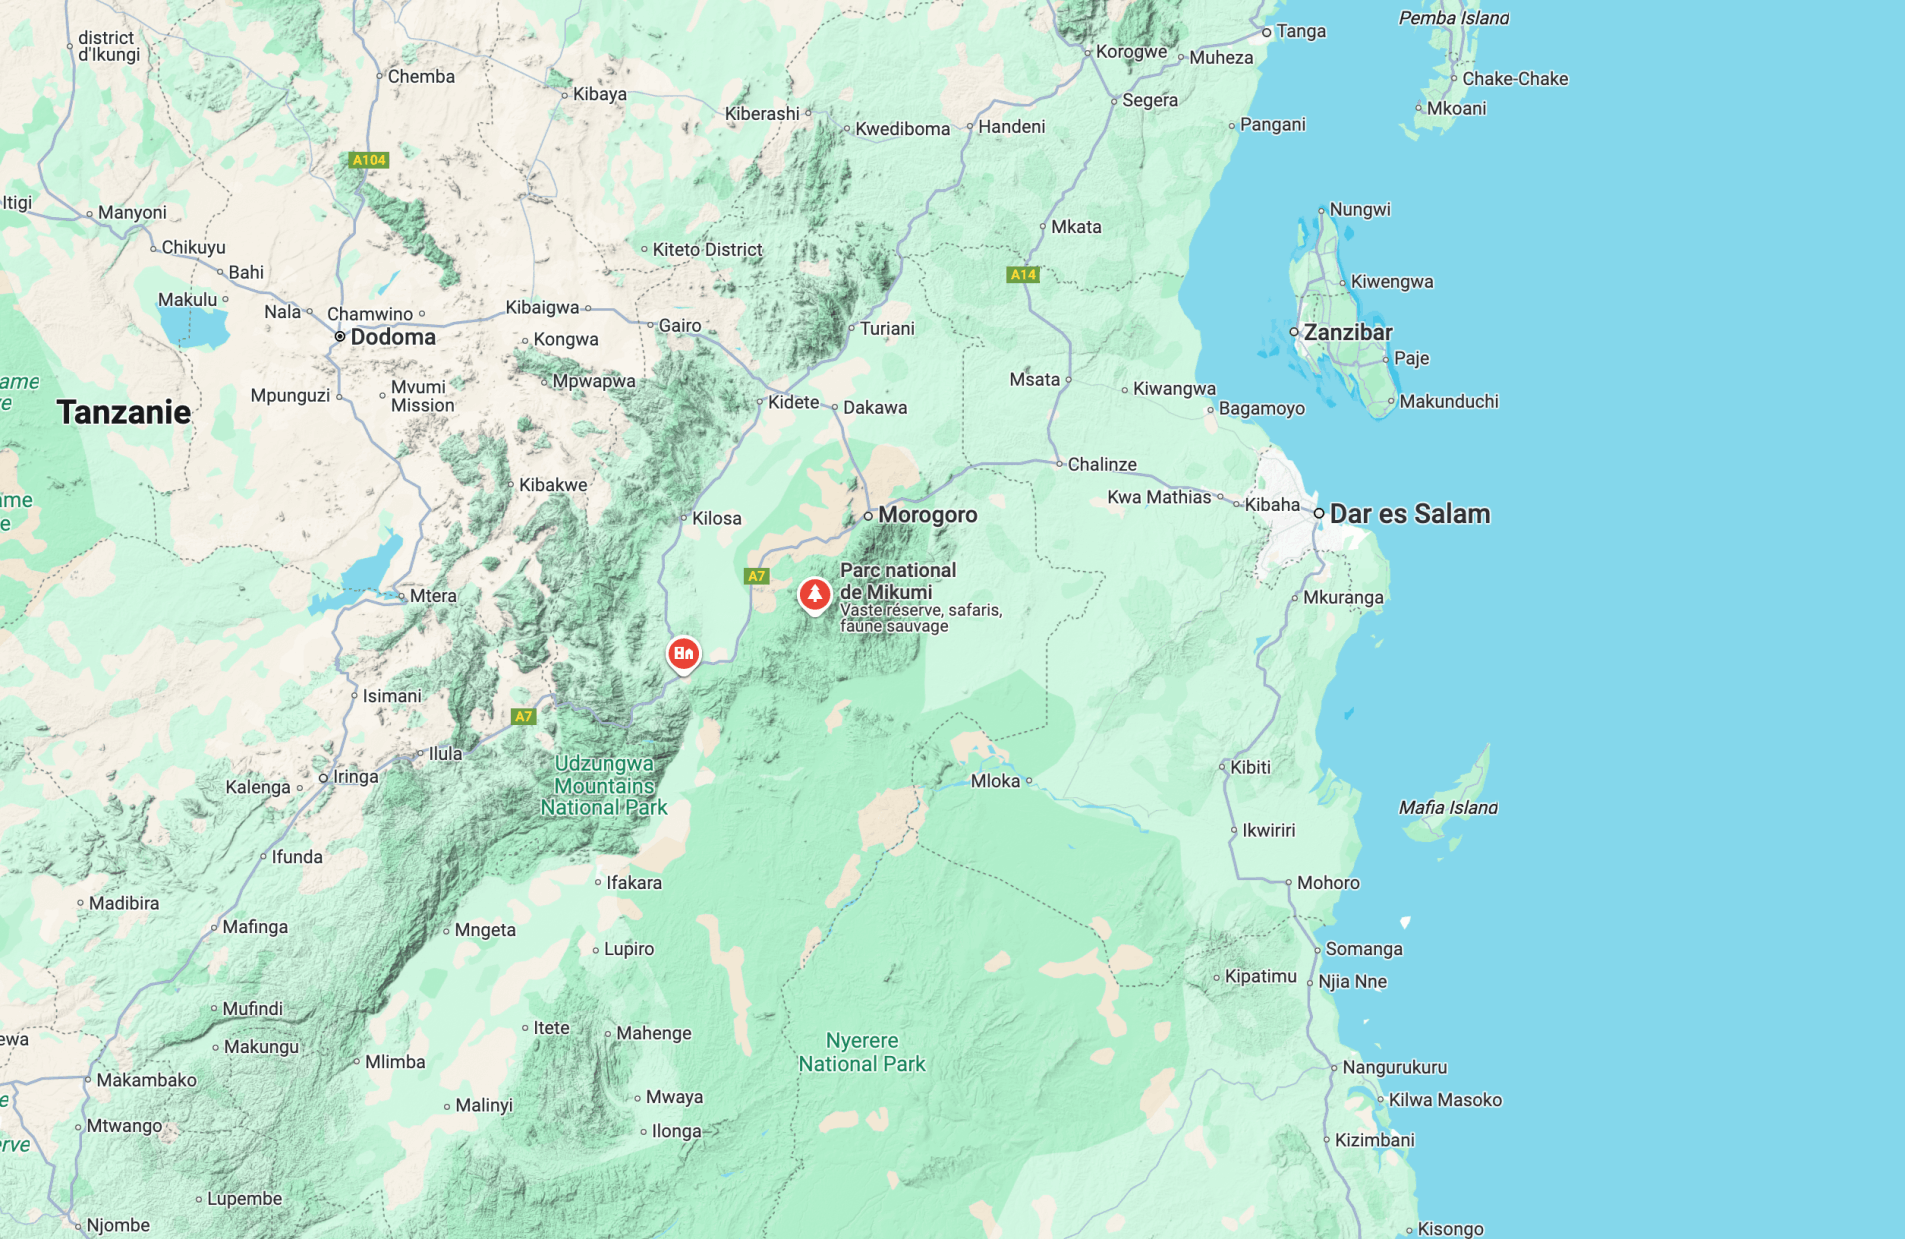 Pemba Island
district
d'Ikungi
Tanga
Korogwe
Muheza
Chemba
Chake-Chake
Kibaya
Segera
Mkoani
Kiberashi
Kwediboma
Handeni
Pangani
A104
Itigi
Manyoni
Nungwi
Mkata
Chikuyu
Kiteto District
Bahi
A14
Kiwengwa
Makulu
Nala
Chamwino
Kibaigwa
Gairo
Turiani
Zanzibar
Dodoma
Kongwa
Paje
ame
e
Mpwapwa
Msata
Kiwangwa
Mvumi
Mission
Mpunguzi
Tanzanie
Kidete
Dakawa
Bagamoyo
Makunduchi
Chalinze
Kibakwe
Kwa Mathias
Kibaha
ame
e
Kilosa
Morogoro
Dar es Salam
A7
Parc national
de Mikumi
Vaste réserve, safaris,
faune sauvage
Mtera
Mkuranga
Isimani
A7
Ilula
Udzungwa
Mountains
National Park
Iringa
Kalenga
Mloka
Kibiti
Mafia Island
Ikwiriri
Ifunda
Ifakara
Mohoro
Madibira
Mafinga
Mngeta
Lupiro
Somanga
Kipatimu
Njia Nne
Mufindi
Itete
Mahenge
ewa
Makungu
Mlimba
Nyerere
National Park
Nangurukuru
Makambako
e
Malinyi
Mwaya
Kilwa Masoko
Mtwango
Ilonga
Kizimbani
rve
Lupembe
Njombe
Kisongo